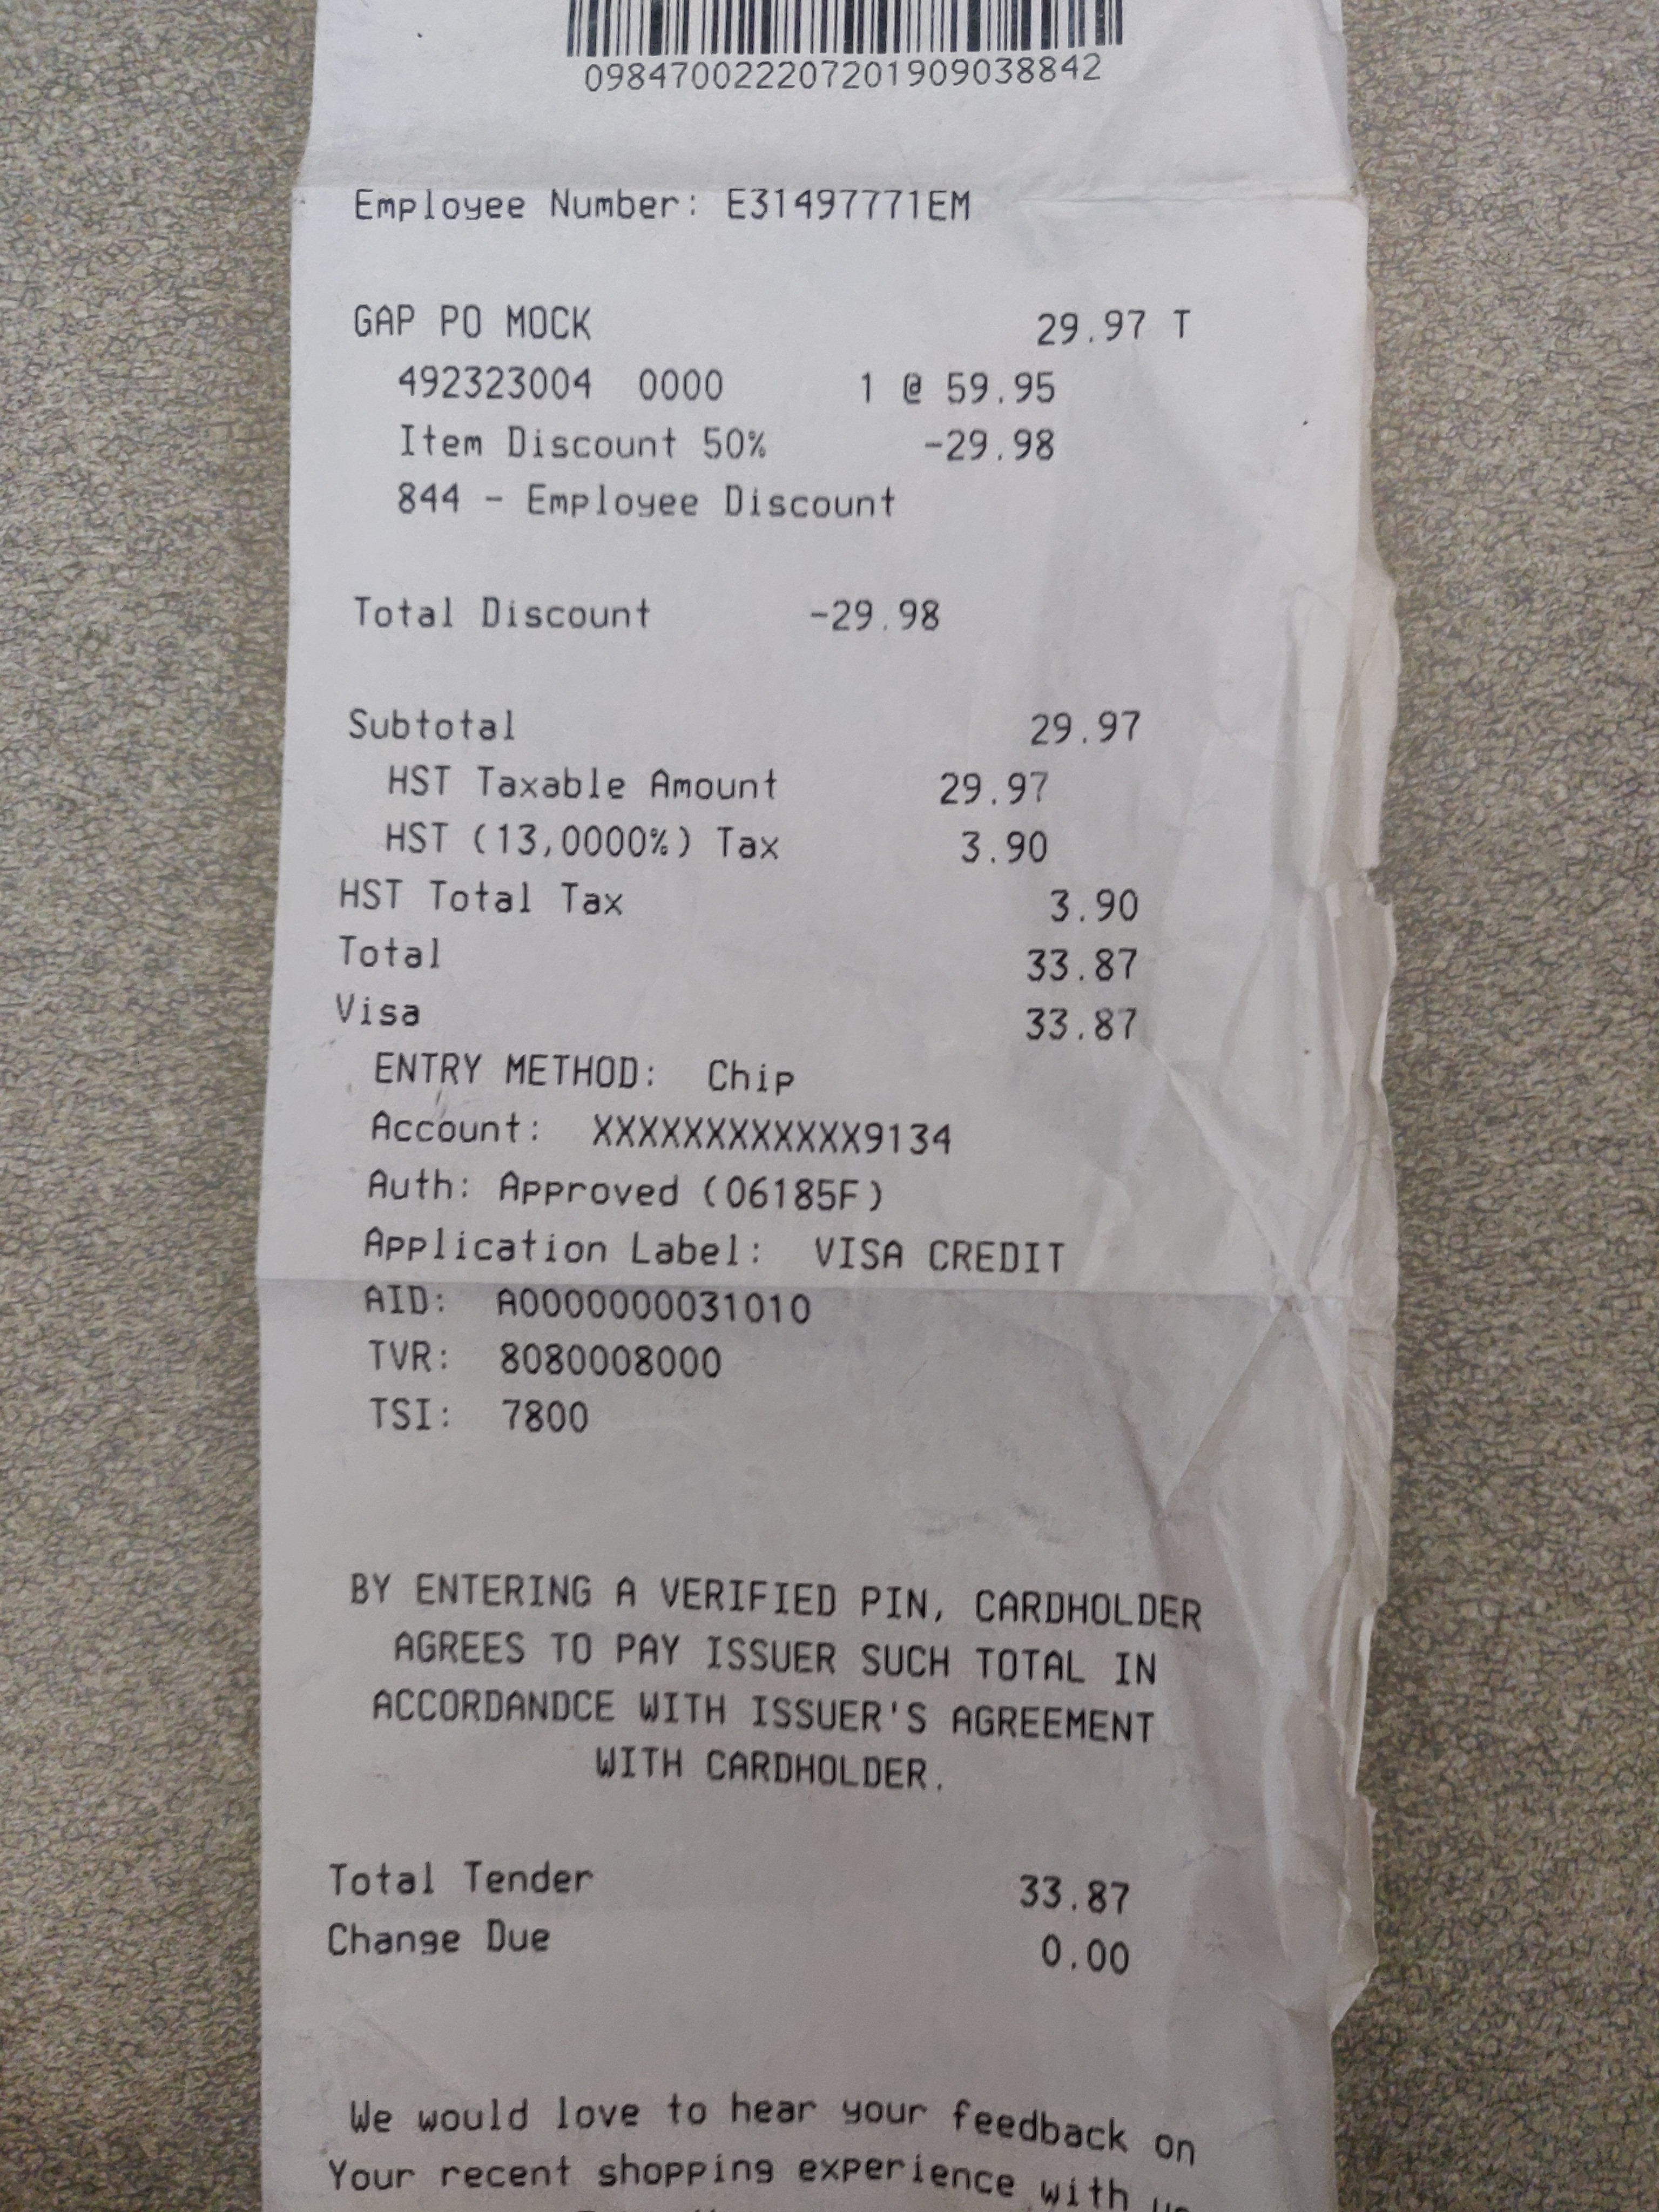 098470022207201909038842
Employee Number: E31497771EM
GAP PO MOCK 29.97 T
492323004 0000 1 @ 59.95
Item Discount 50% -29.98
844 - Employee Discount
Total Discount -29.98
Subtotal 29.97
HST Taxable Amount 29.97
HST (13,0000%) Tax 3.90
HST Total Tax 3.90
Total 33.87
Visa 33.87
ENTRY METHOD: Chip
Account: XXXXXXXXXXXX9134
Auth: Approved (06185F)
Application Label: VISA CREDIT
AID: A0000000031010
TVR: 8080008000
TSI: 7800
BY ENTERING A VERIFIED PIN, CARDHOLDER
AGREES TO PAY ISSUER SUCH TOTAL IN
ACCORDANDCE WITH ISSUER'S AGREEMENT
WITH CARDHOLDER.
Total Tender 33.87
Change Due 0.00
We would love to hear your feedback on
Your recent shopping experience with